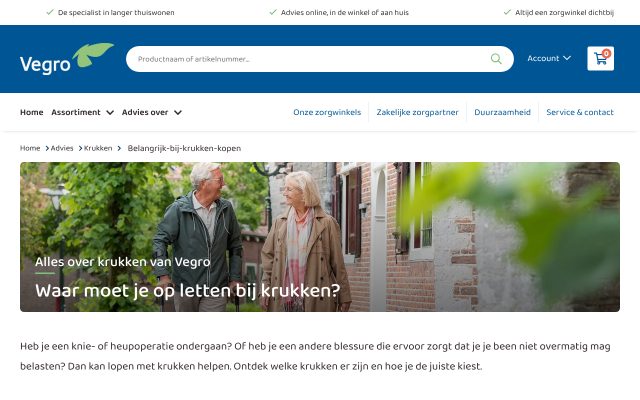 De specialist in langer thuiswonen
Advies online, in de winkel of aan huis
Altijd een zorgwinkel dichtbij
Vegro
Productnaam of artikelnummer...
Account
0
Home Assortiment Advies over
Onze zorgwinkels Zakelijke zorgpartner Duurzaamheid Service & contact
Home Advies Krukken Belangrijk-bij-krukken-kopen
Alles over krukken van Vegro
Waar moet je op letten bij krukken?
Heb je een knie- of heupoperatie ondergaan? Of heb je een andere blessure die ervoor zorgt dat je je been niet overmatig mag
belasten? Dan kan lopen met krukken helpen. Ontdek welke krukken er zijn en hoe je de juiste kiest.